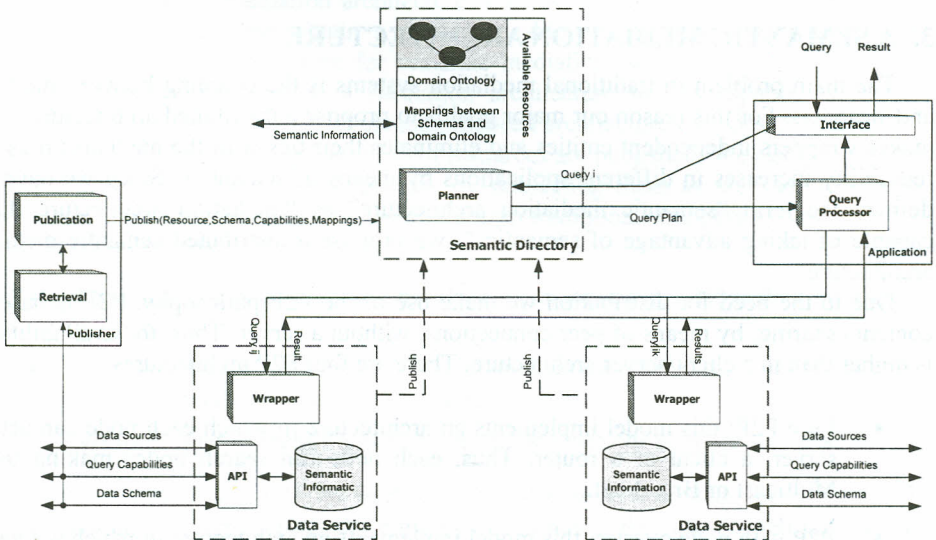 Available Resources
Domain Ontology
Mappings between
Schemas and
Domain Ontology
Semantic Information
Planner
Semantic Directory
Query
Result
Interface
Query i
Query Plan
Query
Processor
Application
Publication
Publish(Resource,Schema,Capabilities,Mappings)
Retrieval
Publisher
Query ij
Result
Publish
Publish
Query ik
Results
Wrapper
Wrapper
Data Sources
Query Capabilities
Data Schema
API
Semantic
Informatic
Data Service
Semantic
Information
API
Data Sources
Query Capabilities
Data Schema
Data Service